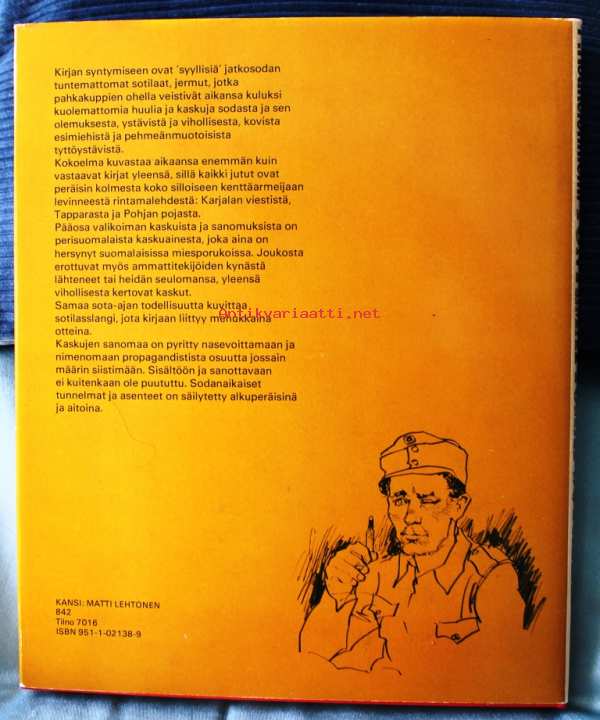 Kirjan syntymiseen ovat 'syyllisiä' jatkosodan
tuntemattomat sotilaat, jermut, jotka
pahkakuppien ohella veistivät aikansa kuluksi
kuolemattomia huulia ja kaskuja sodasta ja sen
olemuksesta, ystävistä ja vihollisesta, kovista
esimiehistä ja pehmeänmuotoisista
tyttöystävistä.
Kokoelma kuvastaa aikaansa enemmän kuin
vastaavat kirjat yleensä, sillä kaikki jutut ovat
peräisin kolmesta koko silloiseen kenttäarmeijaan
levinneestä rintamalehdestä: Karjalan viestistä,
Tapparasta ja Pohjan pojasta.
Pääosa valikoiman kaskuista ja sanomuksista on
perisuomalaista kaskuainesta, joka aina on
hersynyt suomalaisissa miesporukoissa. Joukosta
erottuvat myös ammattitekijöiden kynästä
lähteneet tai heidän seulomansa, yleensä
vihollisesta kertovat kaskut.
Samaa sota-ajan todellisuutta kuvittaa
sotilasslangi, jota kirjaan liittyy mehukkaina
otteina.
Kaskujen sanomaa on pyritty nasevoittamaan ja
nimenomaan propagandistista osuutta jossain
määrin siistimään. Sisältöön ja sanottavaan
ei kuitenkaan ole puututtu. Sodanaikaiset
tunnelmat ja asenteet on säilytetty alkuperäisinä
ja aitoina.
Antikvariaatti.net
KANSI: MATTI LEHTONEN
842
Tiino 7016
ISBN 951-1-02138-9